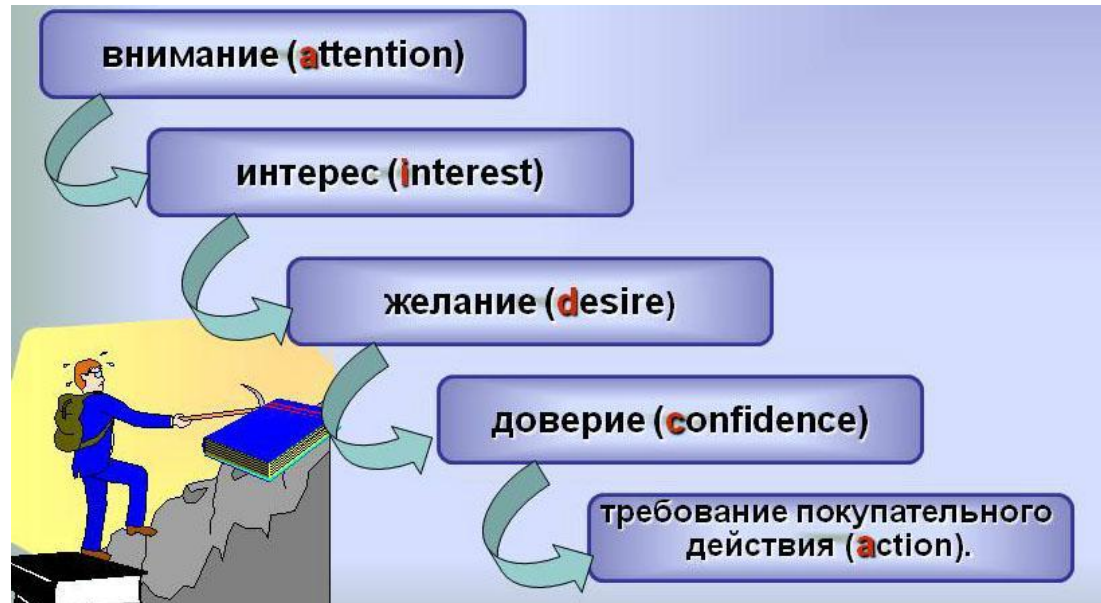 внимание (attention)
интерес (interest)
желание (desire)
доверие (confidence)
требование покупательного
действия (action).